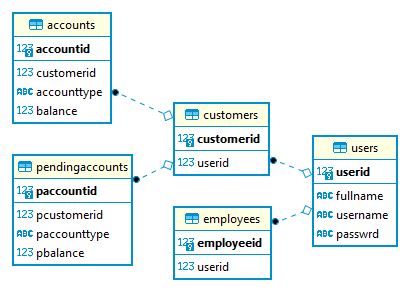 accounts
123 accountid
123 customerid
ABC accounttype
123 balance
pendingaccounts
123 paccountid
123 pcustomerid
ABC paccounttype
123 pbalance
customers
123 customerid
123 userid
employees
123 employeeid
123 userid
users
123 userid
ABC fullname
ABC username
ABC passwrd